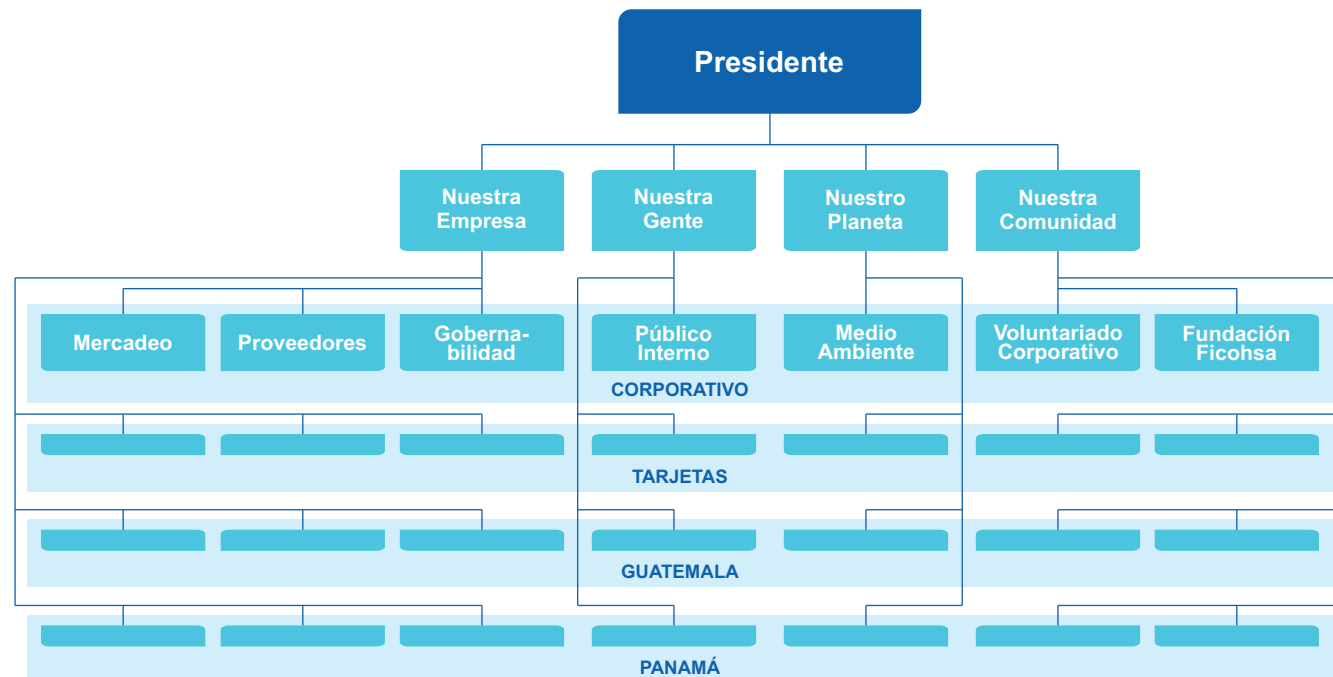 Presidente
Nuestra
Empresa
Nuestra
Gente
Nuestro
Planeta
Nuestra
Comunidad
Mercadeo
Proveedores
Goberna-
bilidad
Público
Interno
Medio
Ambiente
Voluntariado
Corporativo
Fundación
Ficohsa
CORPORATIVO
TARJETAS
GUATEMALA
PANAMÁ